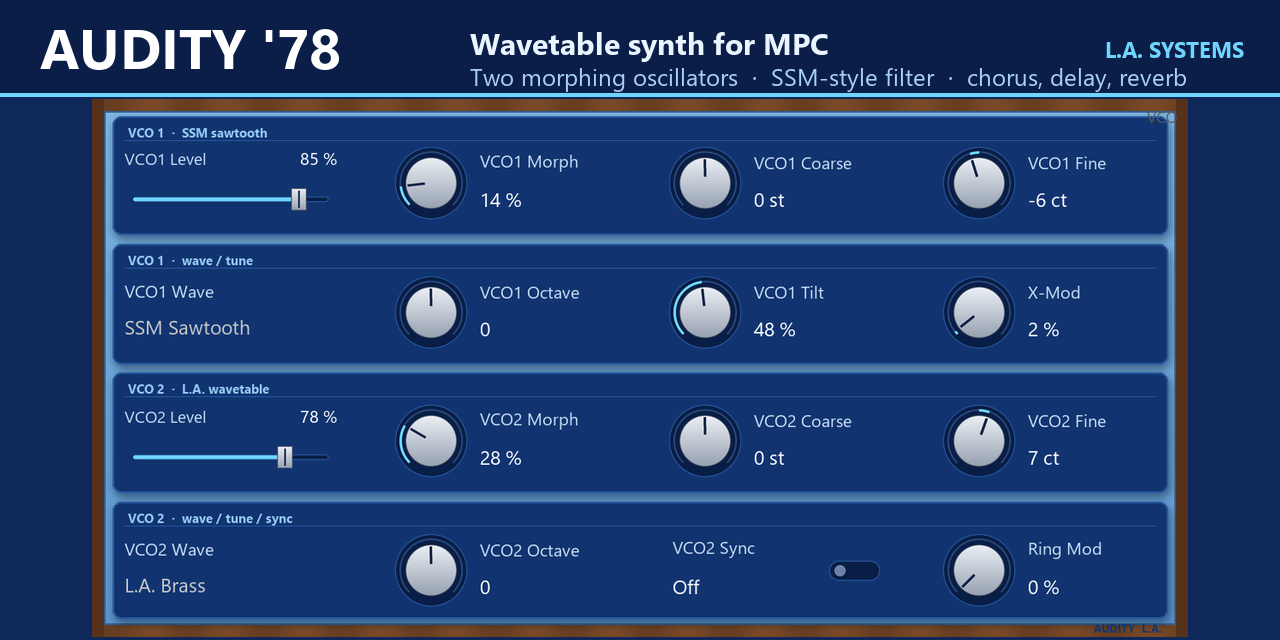 AUDITY '78
Wavetable synth for MPC
L.A. SYSTEMS
Two morphing oscillators · SSM-style filter · chorus, delay, reverb
VCO
VCO 1 · SSM sawtooth
VCO1 Level 85 %
VCO1 Morph
14 %
VCO1 Coarse
0 st
VCO1 Fine
-6 ct
VCO 1 · wave / tune
VCO1 Wave
SSM Sawtooth
VCO1 Octave
0
VCO1 Tilt
48 %
X-Mod
2 %
VCO 2 · L.A. wavetable
VCO2 Level 78 %
VCO2 Morph
28 %
VCO2 Coarse
0 st
VCO2 Fine
7 ct
VCO 2 · wave / tune / sync
VCO2 Wave
L.A. Brass
VCO2 Octave
0
VCO2 Sync
Off
Ring Mod
0 %
AUDITY L.A.